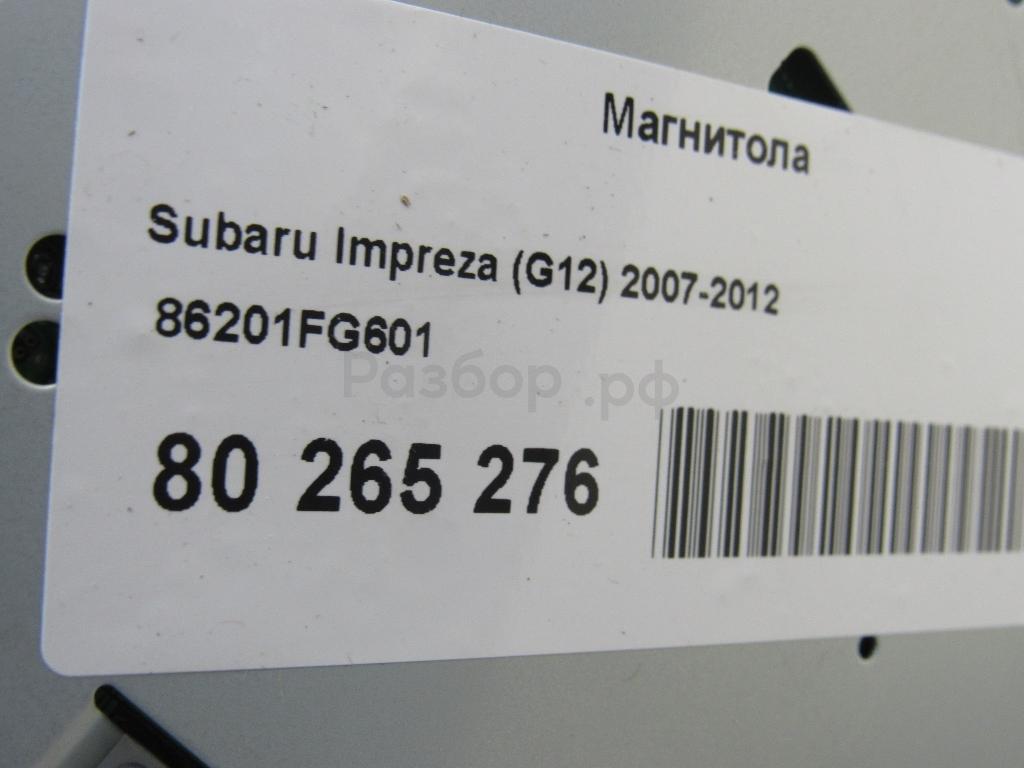 Магнитола
Subaru Impreza (G12) 2007-2012
86201FG601
Разбор.рф
80 265 276